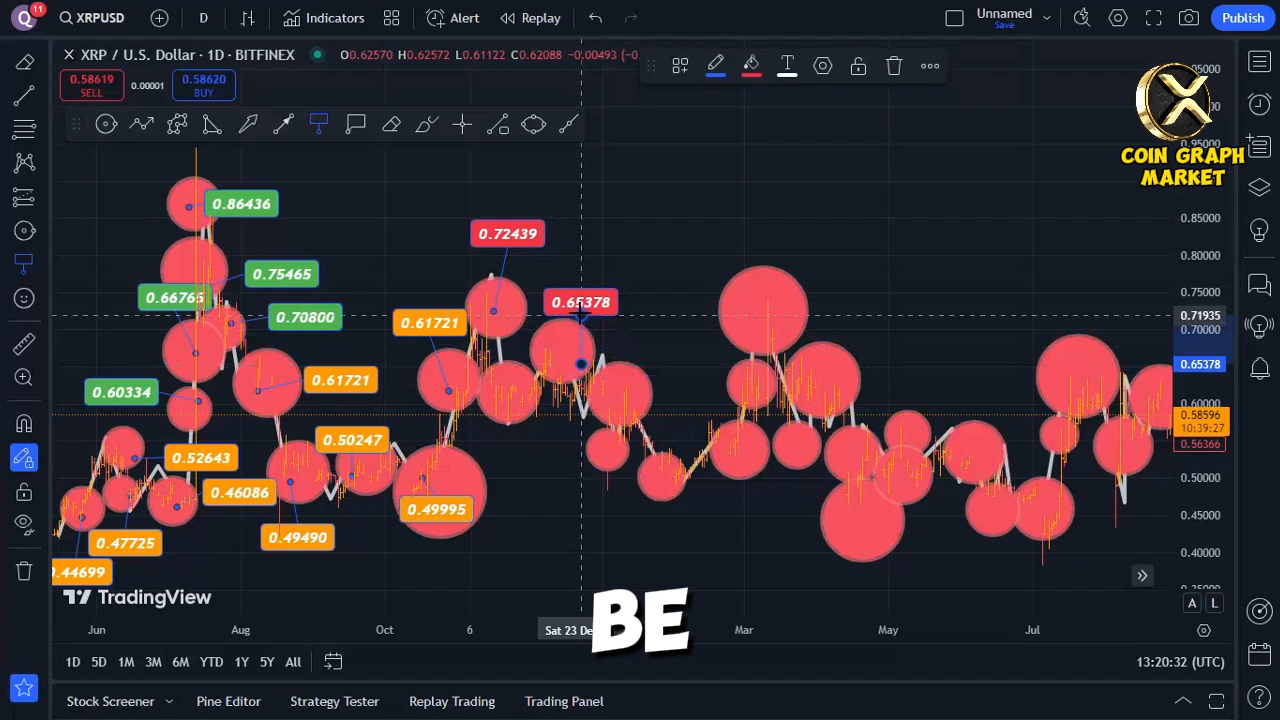 Q 11 XRPUSD D Indicators Alert Replay Unnamed Save Publish
XRP / U.S. Dollar · 1D · BITFINEX O0.62570 H0.62572 L0.61122 C0.62088 −0.00493 (−0
0.58619 SELL 0.00001 0.58620 BUY
COIN GRAPH
MARKET
0.95000
0.85000
0.80000
0.75000
0.71935
0.70000
0.65378
0.60000
0.58596
10:39:27
0.56366
0.50000
0.45000
0.40000
0.86436
0.72439
0.75465
0.66765
0.65378
0.70800
0.61721
0.61721
0.60334
0.50247
0.52643
0.46086
0.49995
0.49490
0.47725
0.44699
TradingView
BE
A L
Jun Aug Oct 6 Sat 23 De Mar May Jul
1D 5D 1M 3M 6M YTD 1Y 5Y All 13:20:32 (UTC)
Stock Screener Pine Editor Strategy Tester Replay Trading Trading Panel